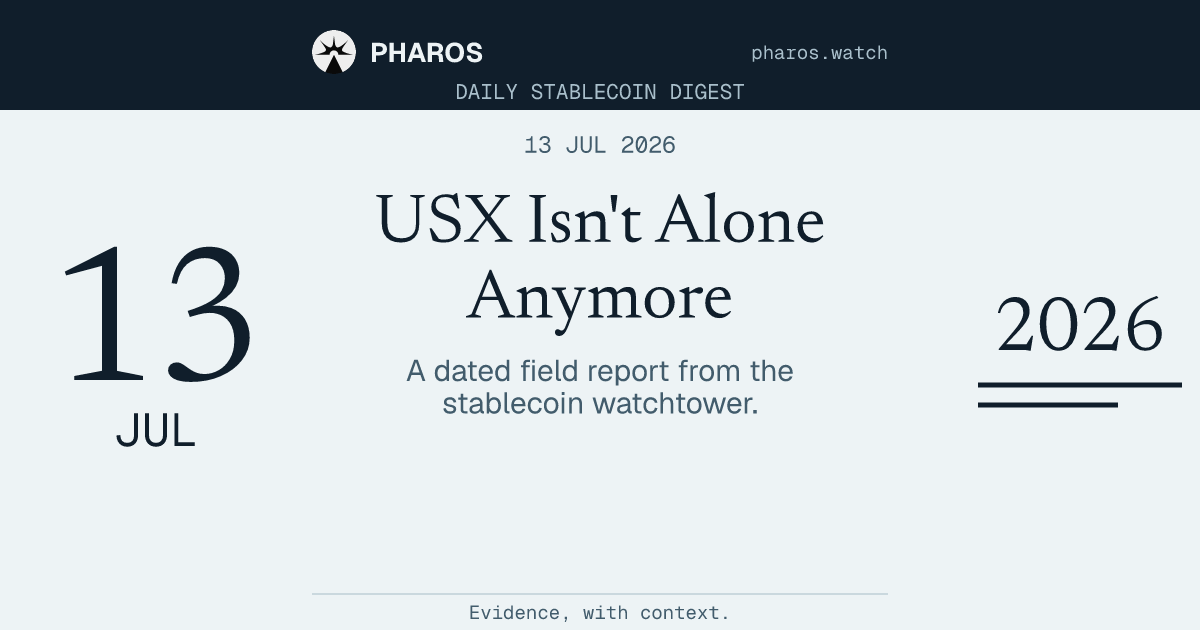 PHAROS
pharos.watch
DAILY STABLECOIN DIGEST
13 JUL 2026
USX Isn't Alone
Anymore
A dated field report from the
stablecoin watchtower.
13
JUL
2026
Evidence, with context.